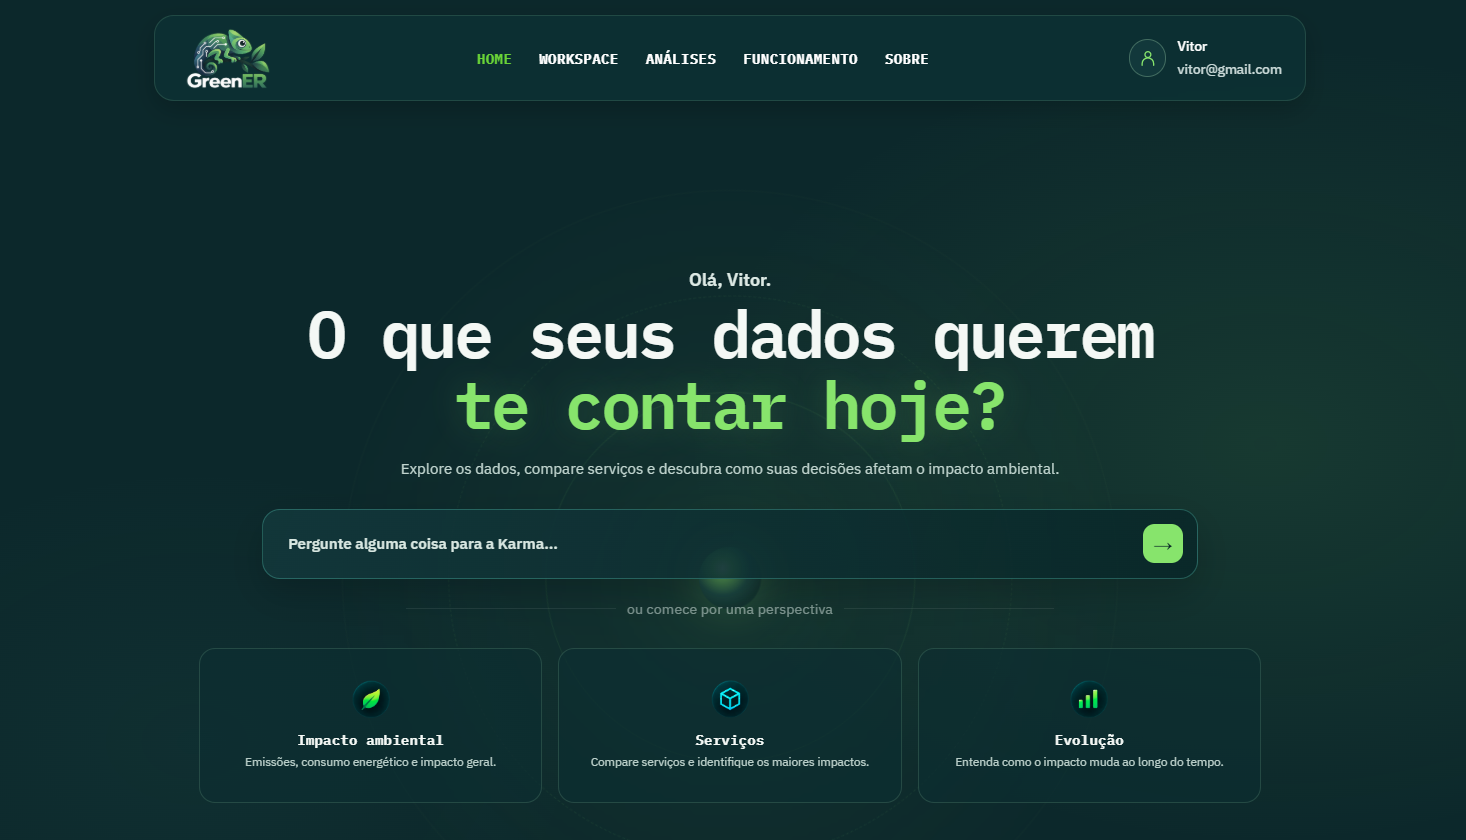 GreenER
HOME
WORKSPACE
ANÁLISES
FUNCIONAMENTO
SOBRE
Vitor
vitor@gmail.com
Olá, Vitor.
O que seus dados querem
te contar hoje?
Explore os dados, compare serviços e descubra como suas decisões afetam o impacto ambiental.
Pergunte alguma coisa para a Karma...
→
ou comece por uma perspectiva
Impacto ambiental
Emissões, consumo energético e impacto geral.
Serviços
Compare serviços e identifique os maiores impactos.
Evolução
Entenda como o impacto muda ao longo do tempo.